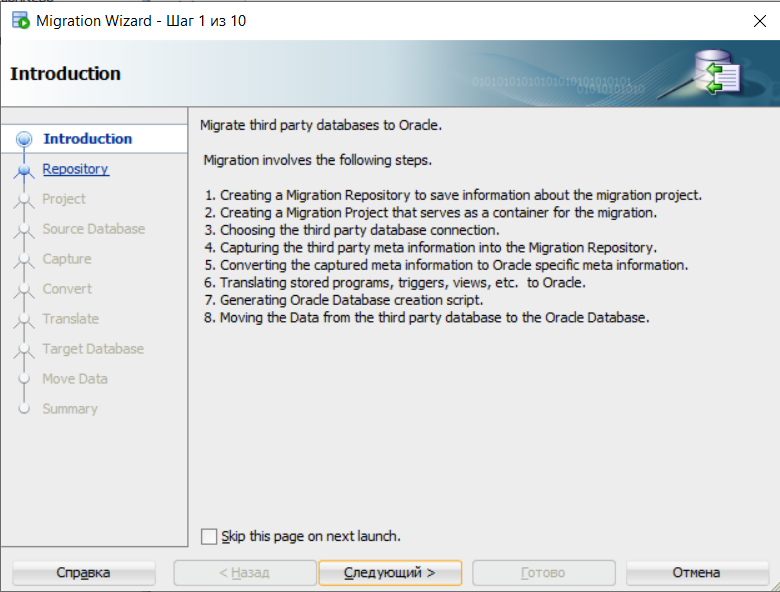 Migration Wizard - Шаг 1 из 10
Introduction
0101010101010101010101010101
01010101010
Introduction
Repository
Project
Source Database
Capture
Convert
Translate
Target Database
Move Data
Summary
Migrate third party databases to Oracle.
Migration involves the following steps.
1. Creating a Migration Repository to save information about the migration project.
2. Creating a Migration Project that serves as a container for the migration.
3. Choosing the third party database connection.
4. Capturing the third party meta information into the Migration Repository.
5. Converting the captured meta information to Oracle specific meta information.
6. Translating stored programs, triggers, views, etc. to Oracle.
7. Generating Oracle Database creation script.
8. Moving the Data from the third party database to the Oracle Database.
Skip this page on next launch.
Справка
< Назад
Следующий >
Готово
Отмена